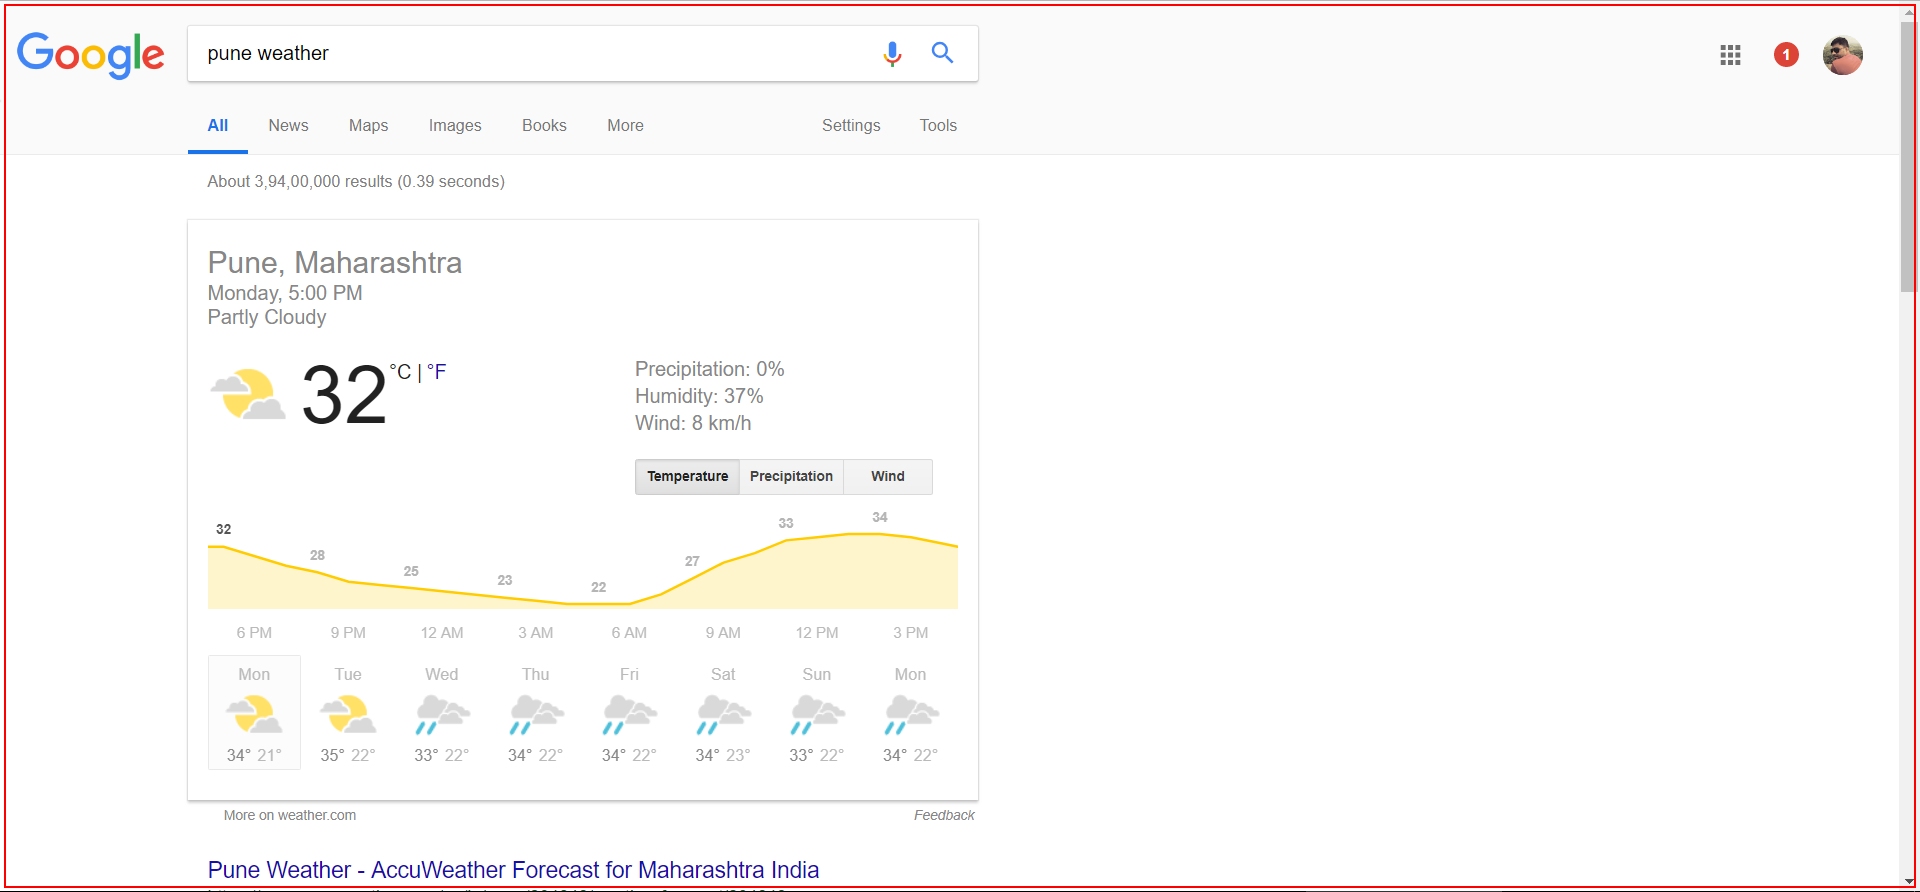 Google
pune weather
1
All News Maps Images Books More Settings Tools
About 3,94,00,000 results (0.39 seconds)
Pune, Maharashtra
Monday, 5:00 PM
Partly Cloudy
32 °C | °F
Precipitation: 0%
Humidity: 37%
Wind: 8 km/h
Temperature Precipitation Wind
32 28 25 23 22 27 33 34
6 PM 9 PM 12 AM 3 AM 6 AM 9 AM 12 PM 3 PM
Mon Tue Wed Thu Fri Sat Sun Mon
34° 21° 35° 22° 33° 22° 34° 22° 34° 22° 34° 23° 33° 22° 34° 22°
More on weather.com Feedback
Pune Weather - AccuWeather Forecast for Maharashtra India